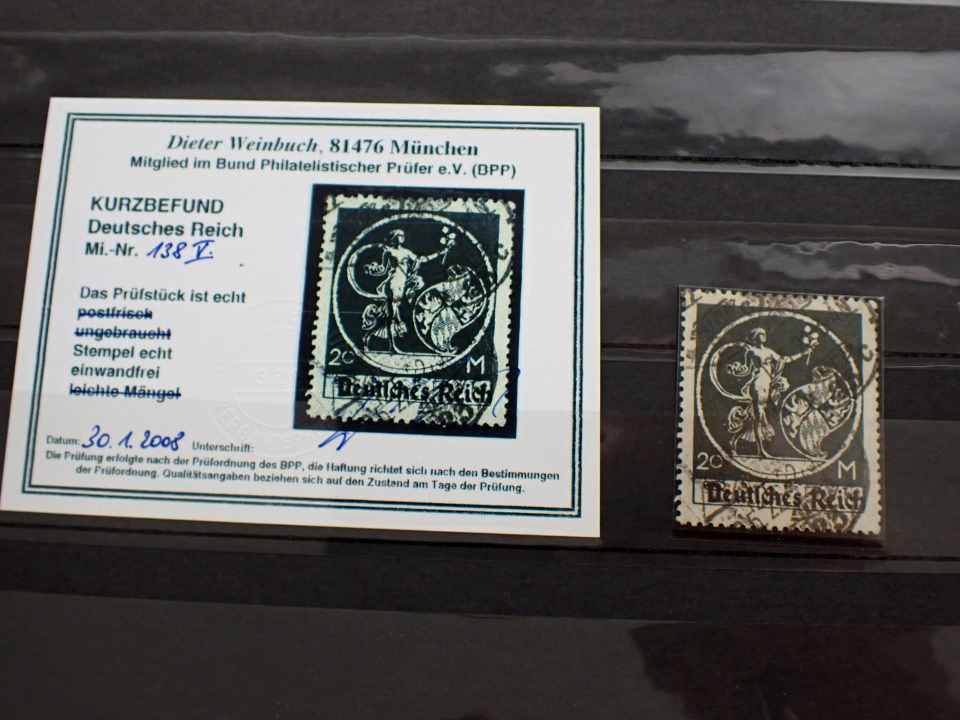 Dieter Weinbuch, 81476 München
Mitglied im Bund Philatelistischer Prüfer e.V. (BPP)
KURZBEFUND
Deutsches Reich
Mi.-Nr. 138 V.
Das Prüfstück ist echt
postfrisch
ungebraucht
Stempel echt
einwandfrei
leichte Mängel
20 M
Deutsches Reich
Datum: 30.1.2008 Unterschrift:
Die Prüfung erfolgte nach der Prüfordnung des BPP, die Haftung richtet sich nach den Bestimmungen
der Prüfordnung. Qualitätsangaben beziehen sich auf den Zustand am Tage der Prüfung.
20 M
Deutsches Reich